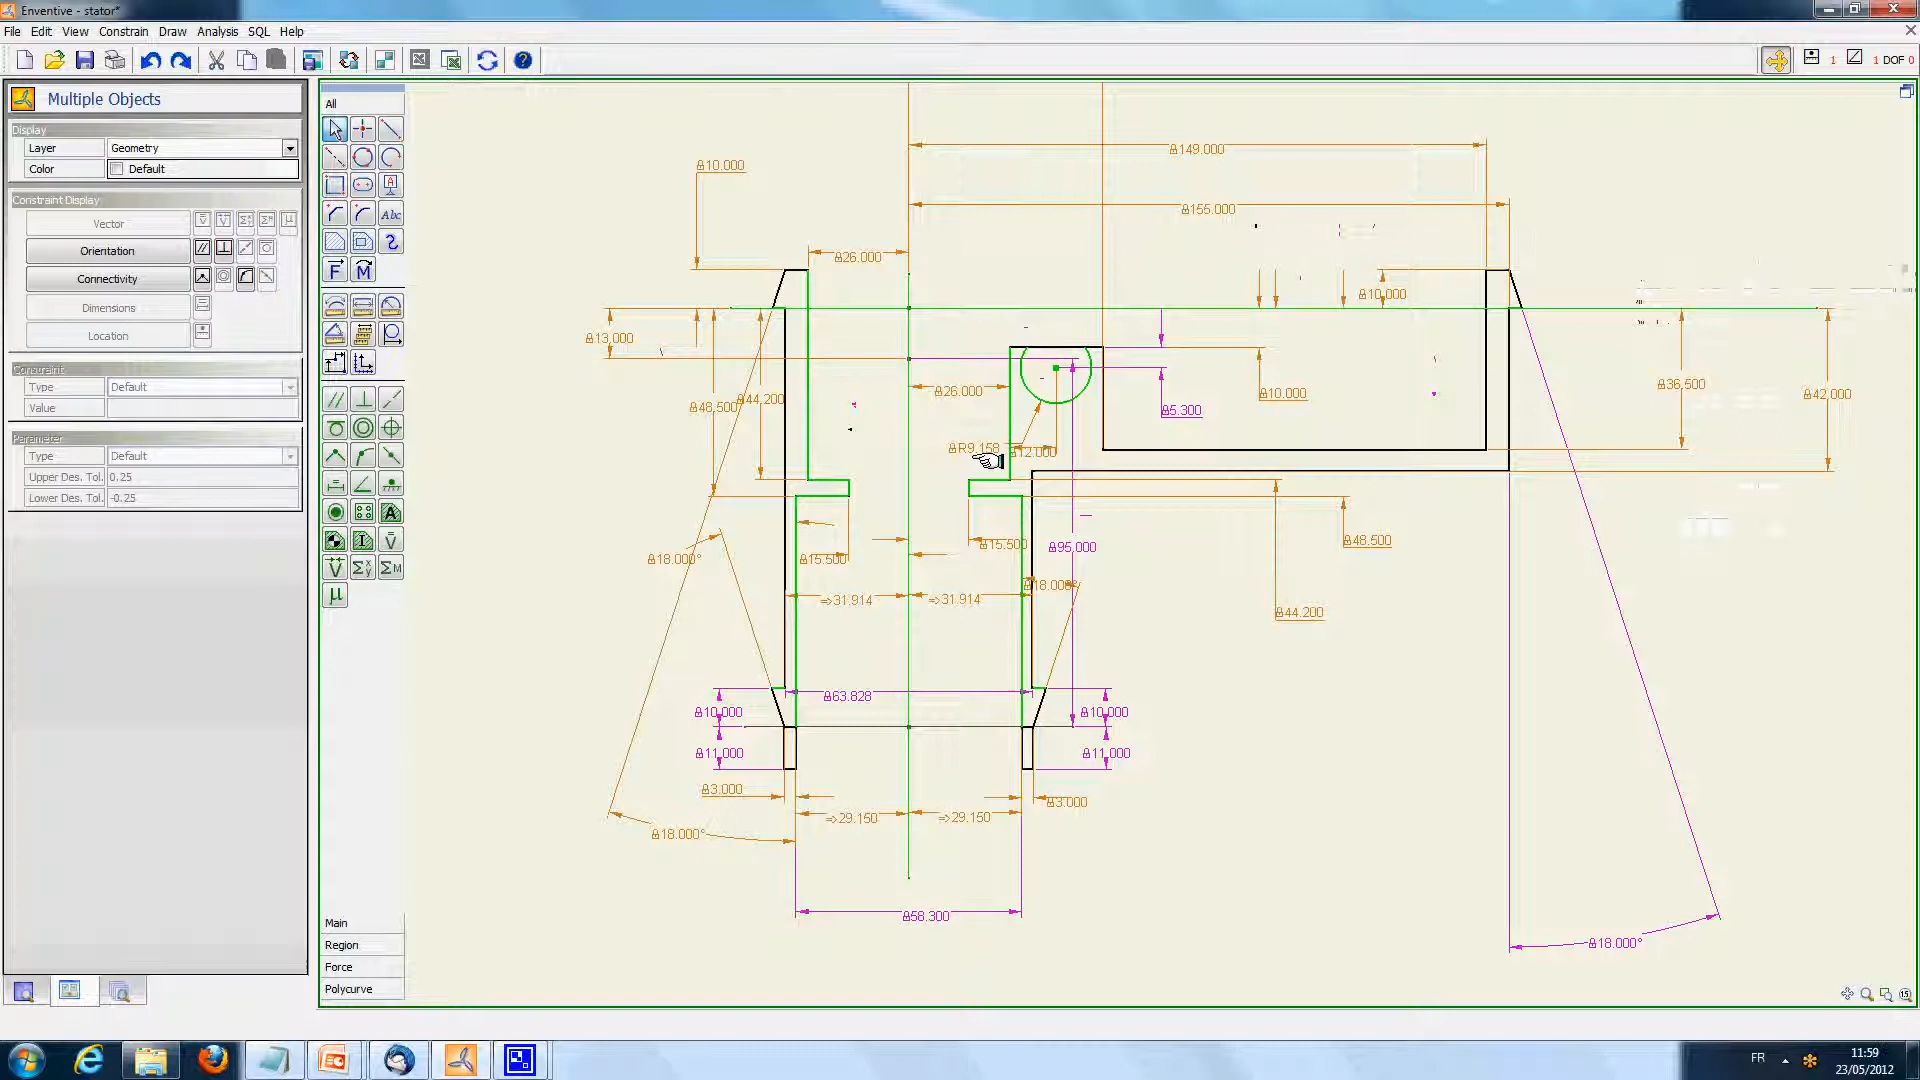 Enventive - stator*
File Edit View Constrain Draw Analysis SQL Help
1 1 DOF 0
Multiple Objects
Display
Layer Geometry
Color Default
Constraint Display
Vector
Orientation
Connectivity
Dimensions
Location
Constraint
Type Default
Value
Parameter
Type Default
Upper Des. Tol. 0.25
Lower Des. Tol. -0.25
All
Abc
F M
Main
Region
Force
Polycurve
149.000
10.000
155.000
26.000
10.000
13.000
36.500
26.000
10.000
42.000
44.200
48.500
5.300
R9.158
12.000
48.500
15.500
95.000
18.000°
15.500
18.000°
31.914
31.914
44.200
63.828
10.000
10.000
11.000
11.000
3.000
3.000
29.150
29.150
18.000°
58.300
18.000°
FR
11:59
23/05/2012